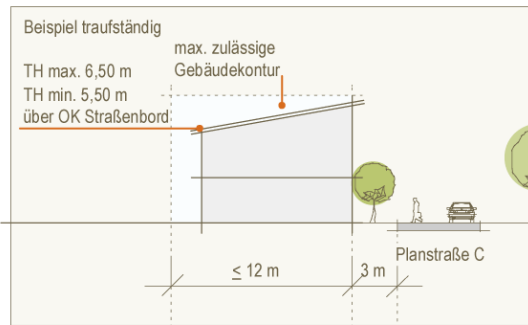 Beispiel traufständig
TH max. 6,50 m
TH min. 5,50 m
über OK Straßenbord
max. zulässige
Gebäudekontur
Planstraße C
≤ 12 m
3 m